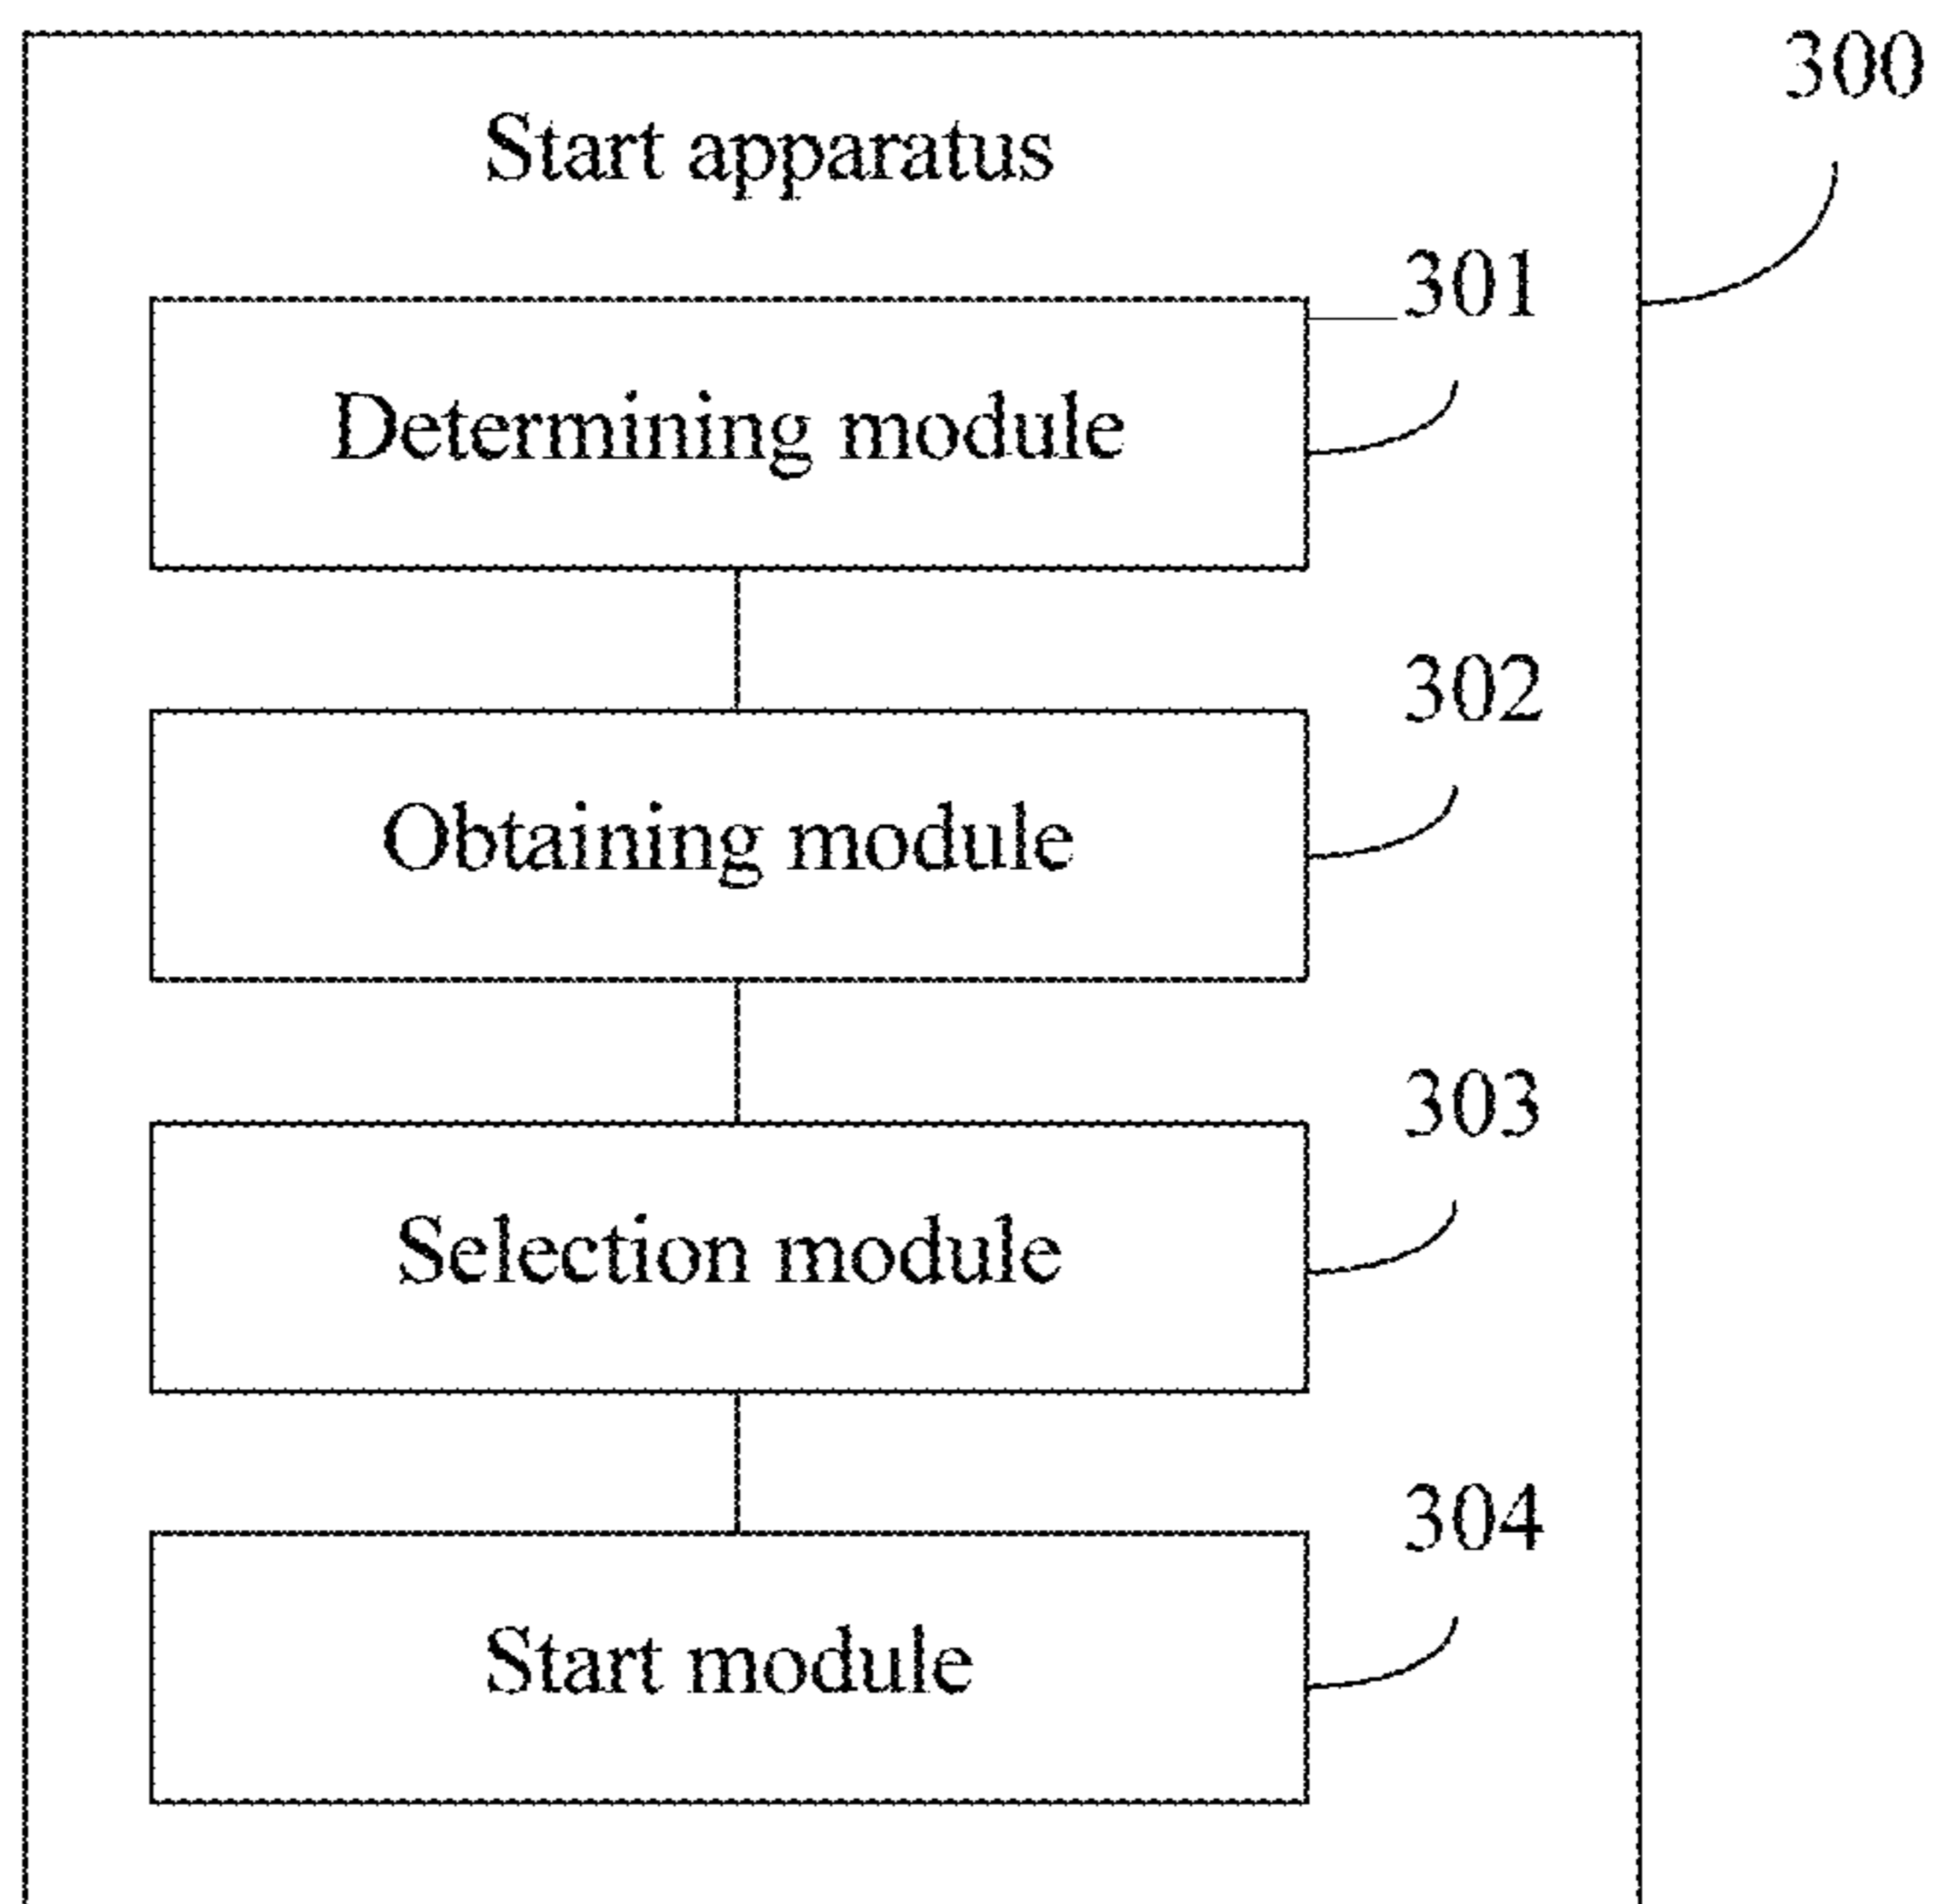 300
Start apparatus
301
Determining module
302
Obtaining module
303
Selection module
304
Start module